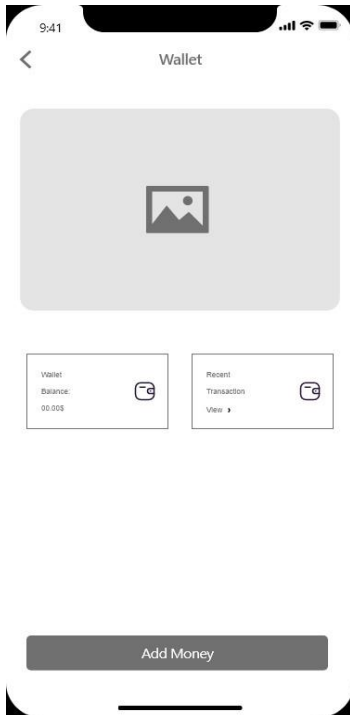 9:41
Wallet
Wallet
Balance:
00.00$
Recent
Transaction
View ›
Add Money